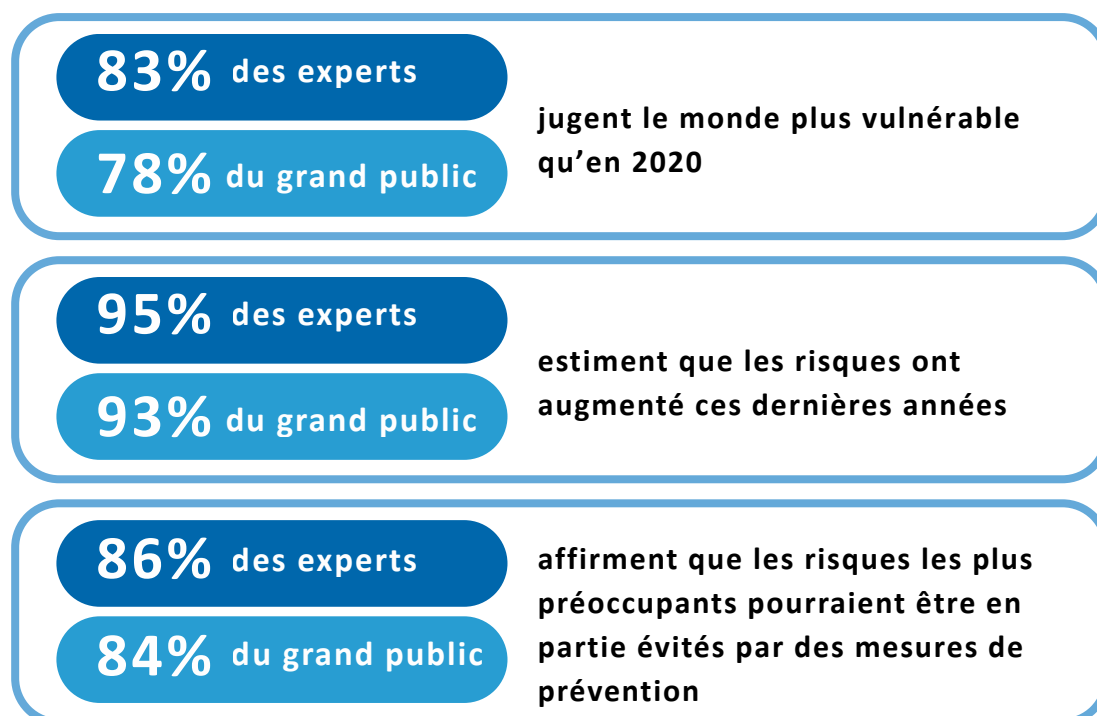 83% des experts
78% du grand public
jugent le monde plus vulnérable
qu’en 2020
95% des experts
93% du grand public
estiment que les risques ont
augmenté ces dernières années
86% des experts
84% du grand public
affirment que les risques les plus
préoccupants pourraient être en
partie évités par des mesures de
prévention